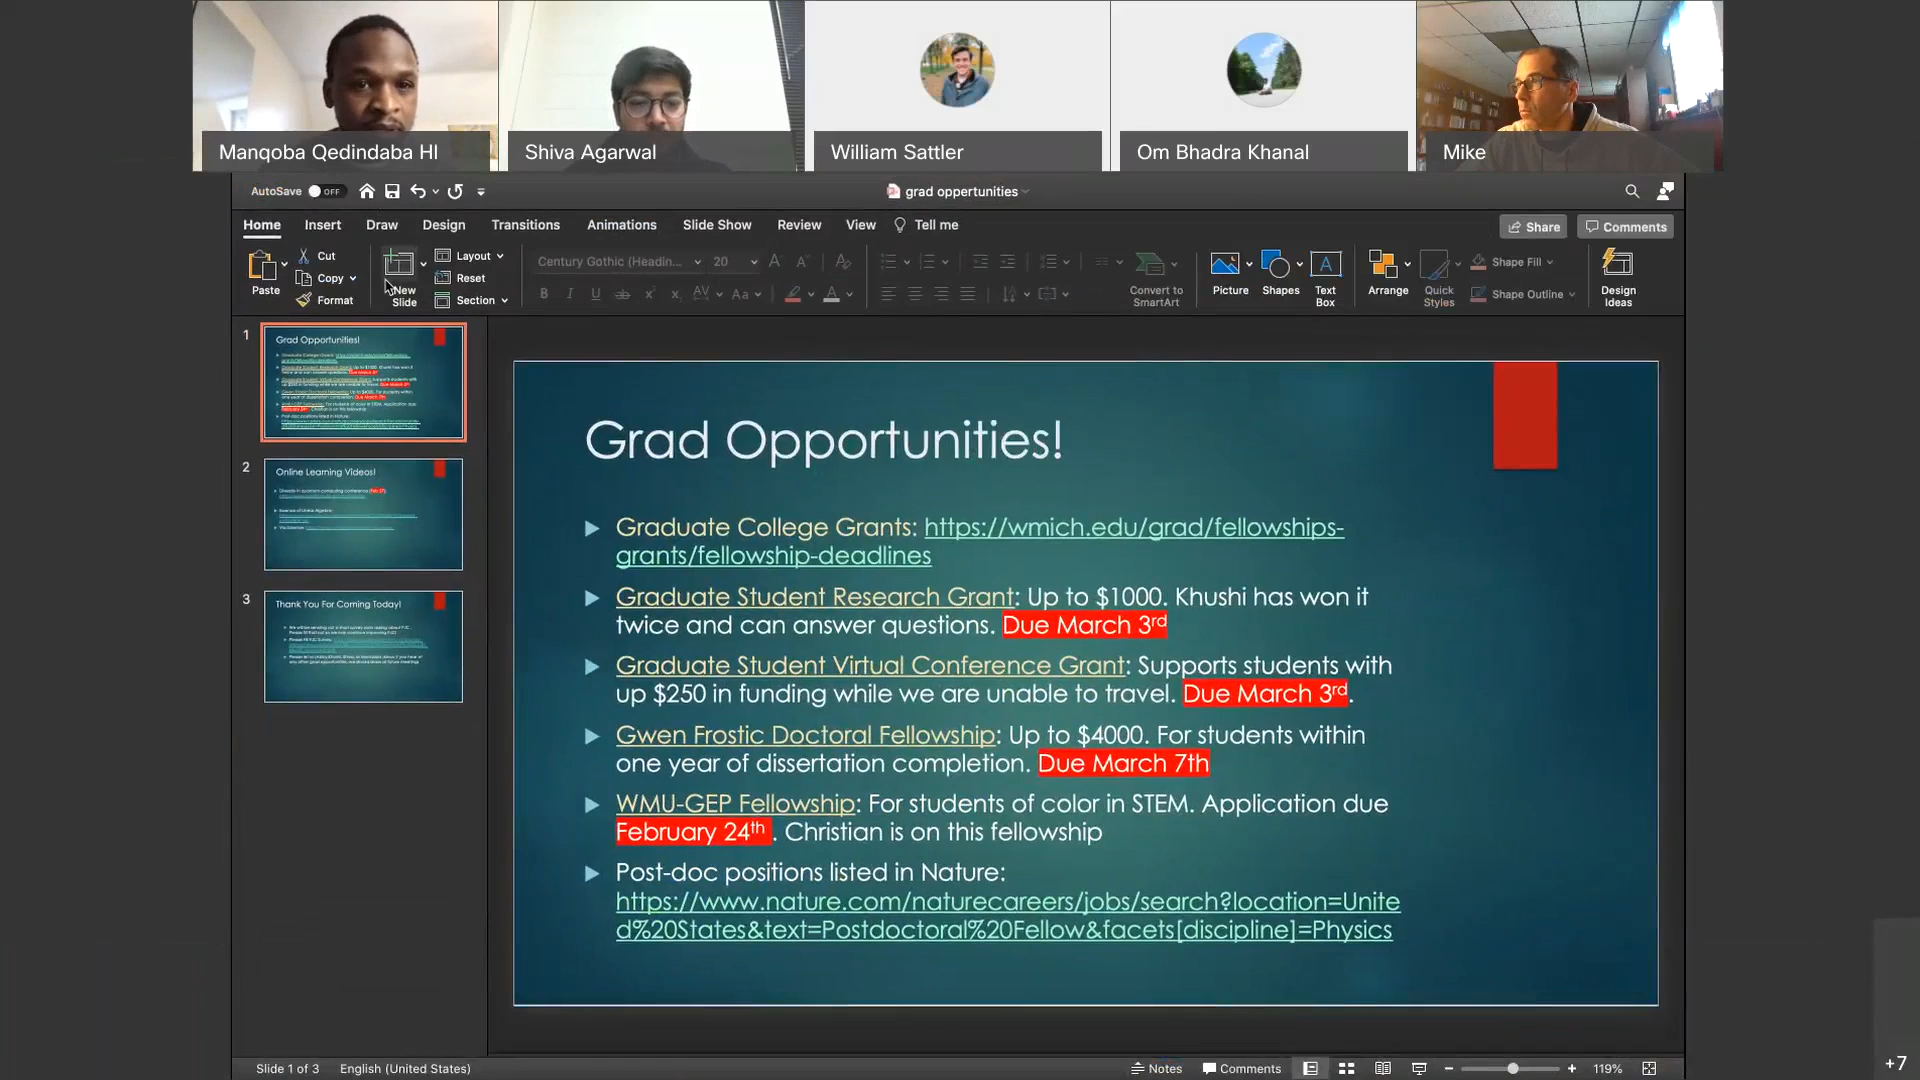 Manqoba Qedindaba Hl
Shiva Agarwal
William Sattler
Om Bhadra Khanal
Mike
AutoSave OFF
grad oppertunities
Home Insert Draw Design Transitions Animations Slide Show Review View Tell me
Share Comments
Paste
Cut
Copy
Format
New Slide
Layout
Reset
Section
Century Gothic (Headin... 20
Convert to SmartArt
Picture
Shapes
Text Box
Arrange
Quick Styles
Shape Fill
Shape Outline
Design Ideas
1
Grad Opportunities!
2
Online Learning Videos!
3
Thank You For Coming Today!
Grad Opportunities!
Graduate College Grants: https://wmich.edu/grad/fellowships-
grants/fellowship-deadlines
Graduate Student Research Grant: Up to $1000. Khushi has won it
twice and can answer questions. Due March 3rd
Graduate Student Virtual Conference Grant: Supports students with
up $250 in funding while we are unable to travel. Due March 3rd.
Gwen Frostic Doctoral Fellowship: Up to $4000. For students within
one year of dissertation completion. Due March 7th
WMU-GEP Fellowship: For students of color in STEM. Application due
February 24th . Christian is on this fellowship
Post-doc positions listed in Nature:
https://www.nature.com/naturecareers/jobs/search?location=Unite
d%20States&text=Postdoctoral%20Fellow&facets[discipline]=Physics
Slide 1 of 3 English (United States)
Notes Comments 119%
+7